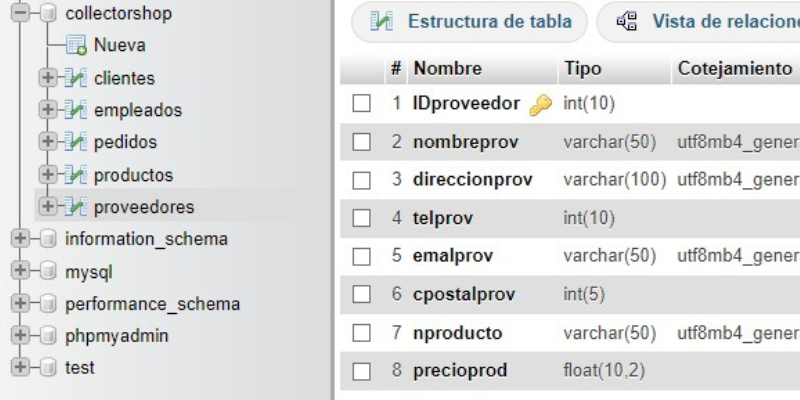 collectorshop
Nueva
clientes
empleados
pedidos
productos
proveedores
information_schema
mysql
performance_schema
phpmyadmin
test
Estructura de tabla Vista de relacione
# Nombre Tipo Cotejamiento
1 IDproveedor int(10)
2 nombreprov varchar(50) utf8mb4_gener
3 direccionprov varchar(100) utf8mb4_gener
4 telprov int(10)
5 emalprov varchar(50) utf8mb4_gener
6 cpostalprov int(5)
7 nproducto varchar(50) utf8mb4_gener
8 precioprod float(10,2)